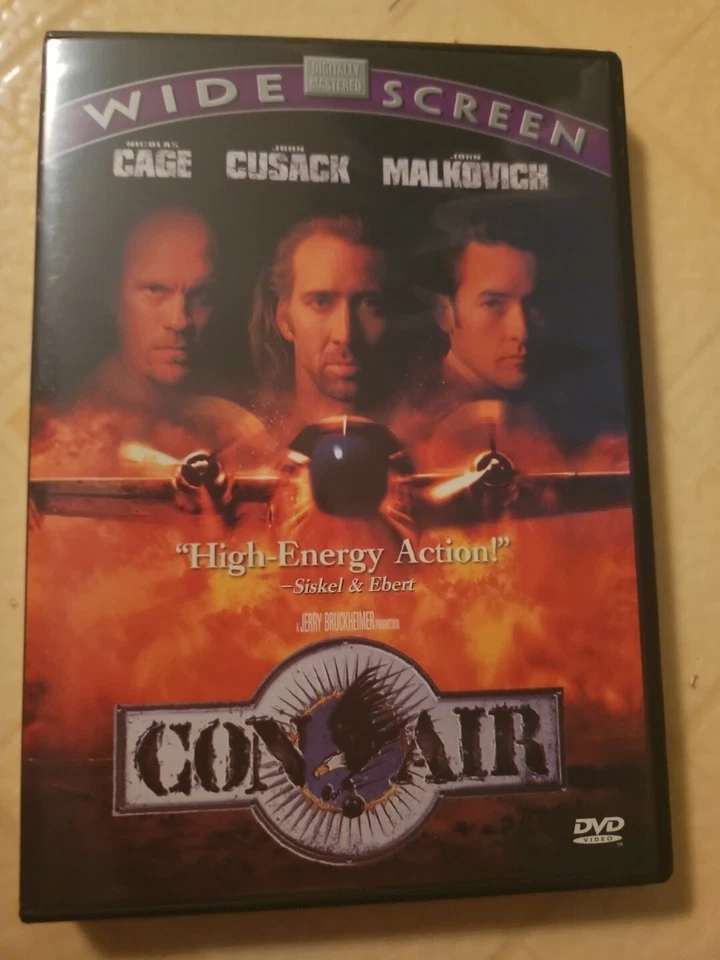 DIGITALLY
MASTERED
WIDE SCREEN
NICOLAS JOHN JOHN
CAGE CUSACK MALKOVICH
“High-Energy Action!”
–Siskel & Ebert
A JERRY BRUCKHEIMER PRODUCTION
CON AIR
DVD
VIDEO
TM